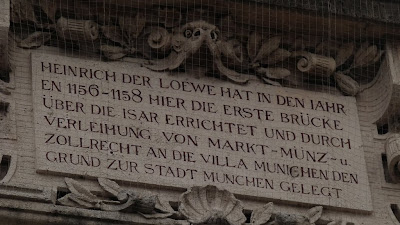 HEINRICH DER LOEWE HAT IN DEN IAHR
EN 1156-1158 HIER DIE ERSTE BRÜCKE
ÜBER DIE ISAR ERRICHTET UND DURCH
VERLEIHUNG VON MARKT-MÜNZ-U.
ZOLLRECHT AN DIE VILLA MUNICHEN DEN
GRUND ZUR STADT MÜNCHEN GELEGT